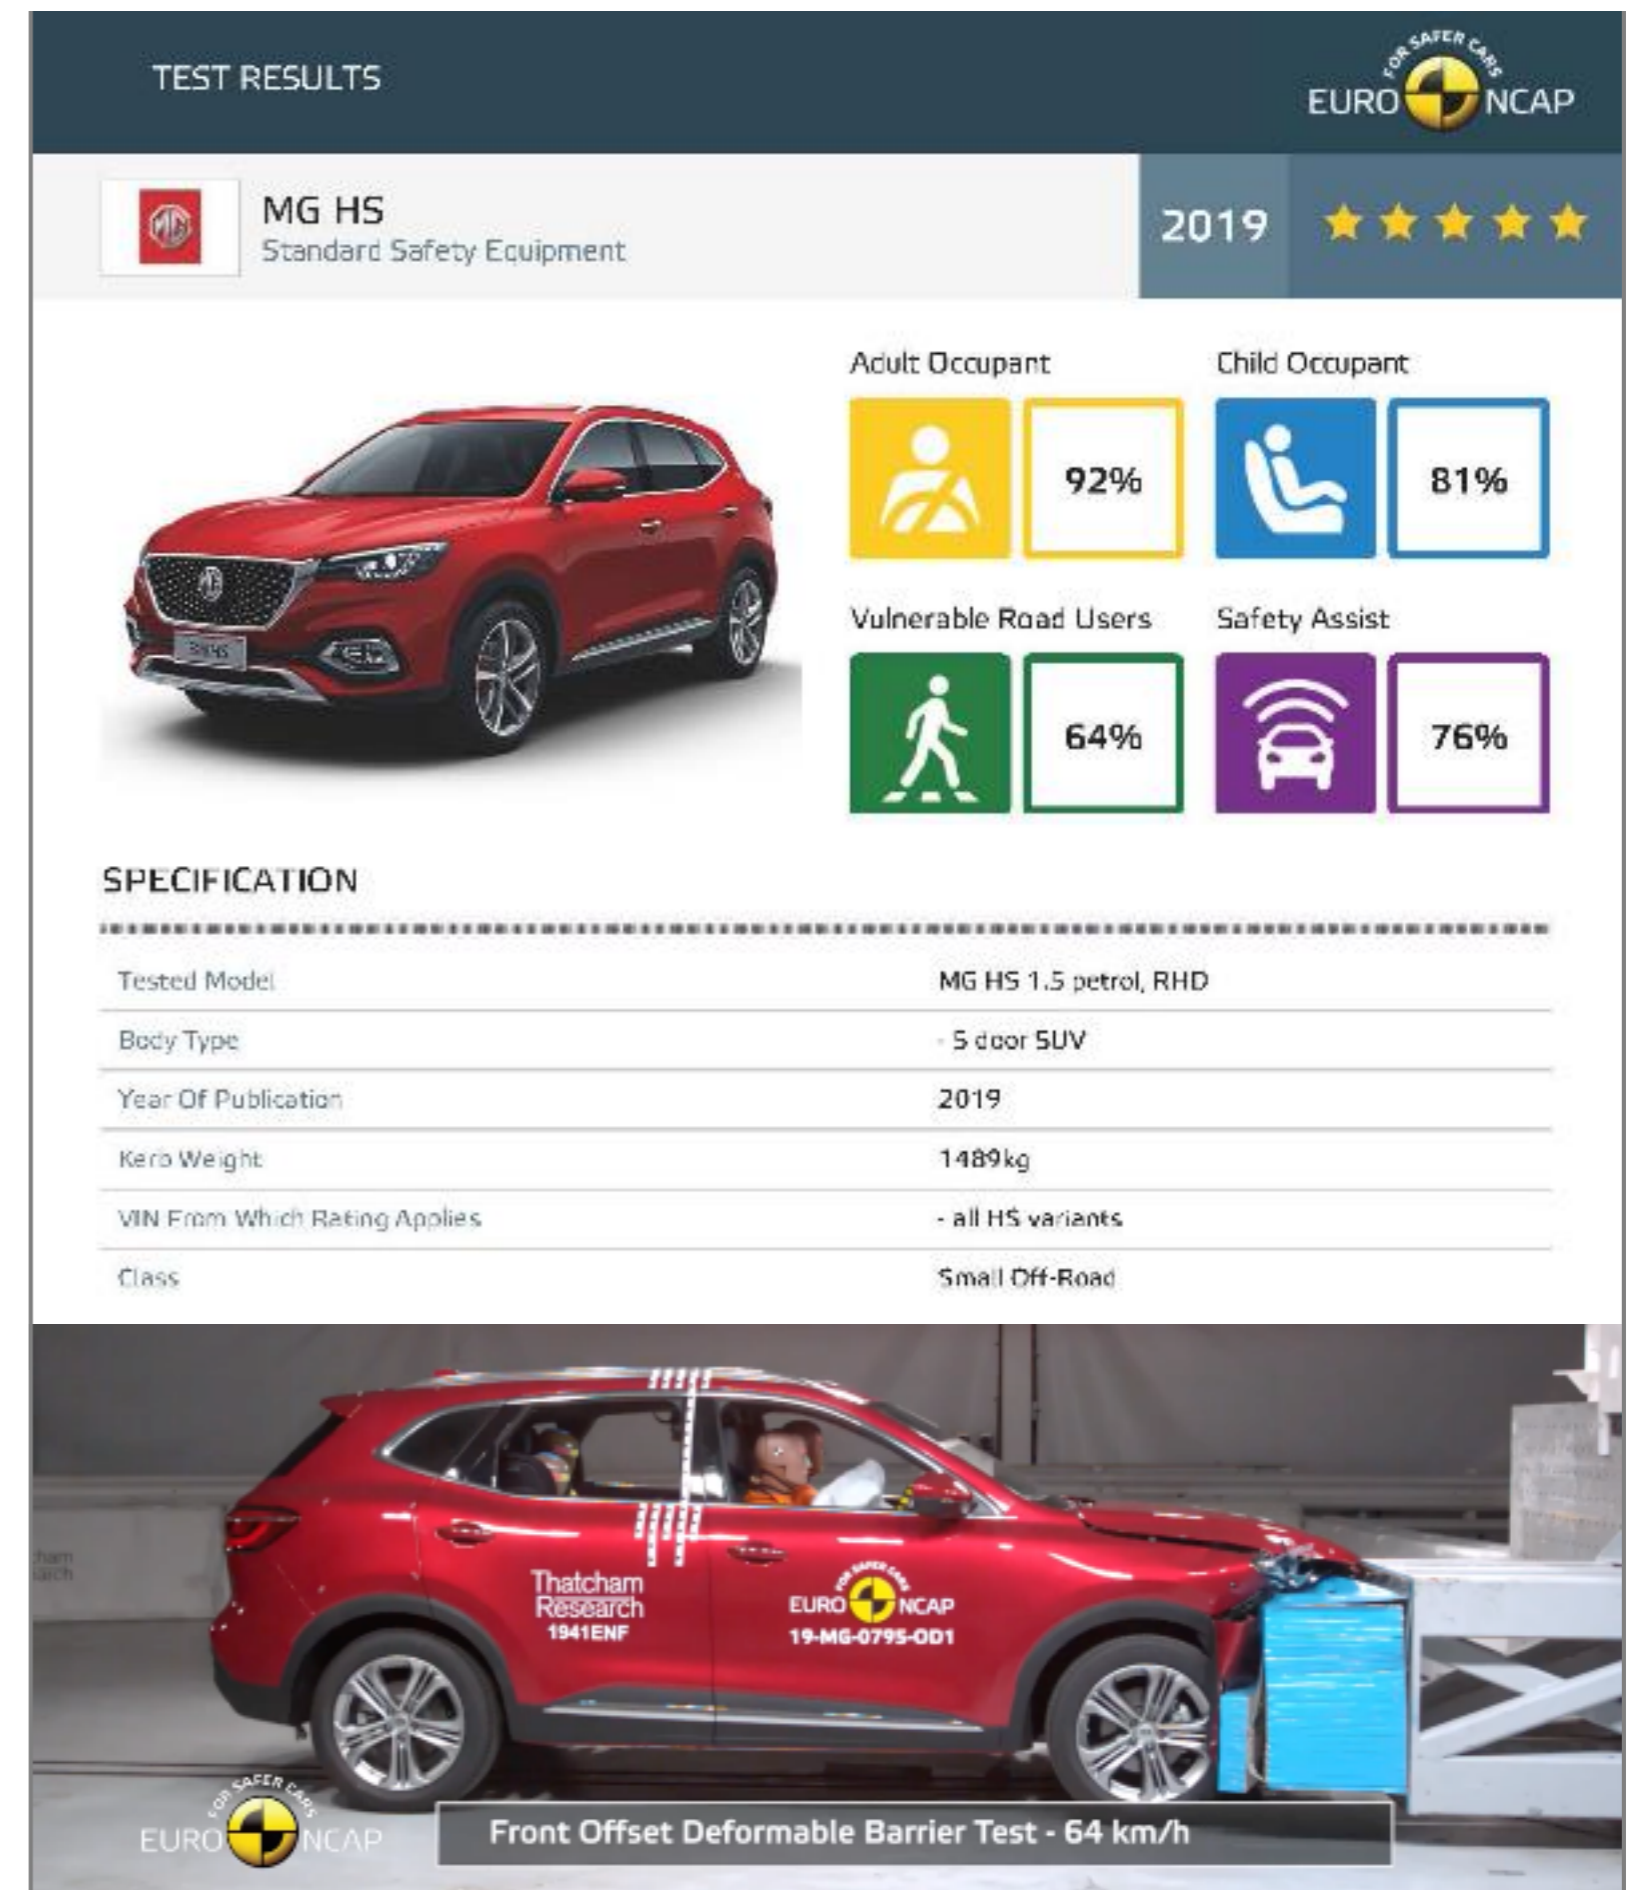 TEST RESULTS
FOR SAFER CARS
EURO NCAP
MG
MG HS
Standard Safety Equipment
2019
Adult Occupant
Child Occupant
92%
81%
Vulnerable Road Users
Safety Assist
64%
76%
MG
SPECIFICATION
Tested Model
MG HS 1.5 petrol, RHD
Body Type
- 5 door SUV
Year Of Publication
2019
Kerb Weight
1489kg
VIN From Which Rating Applies
- all HS variants
Class
Small Off-Road
Thatcham
Research
1941ENF
FOR SAFER CARS
EURO NCAP
19-MG-0795-OD1
FOR SAFER CARS
EURO NCAP
Front Offset Deformable Barrier Test - 64 km/h